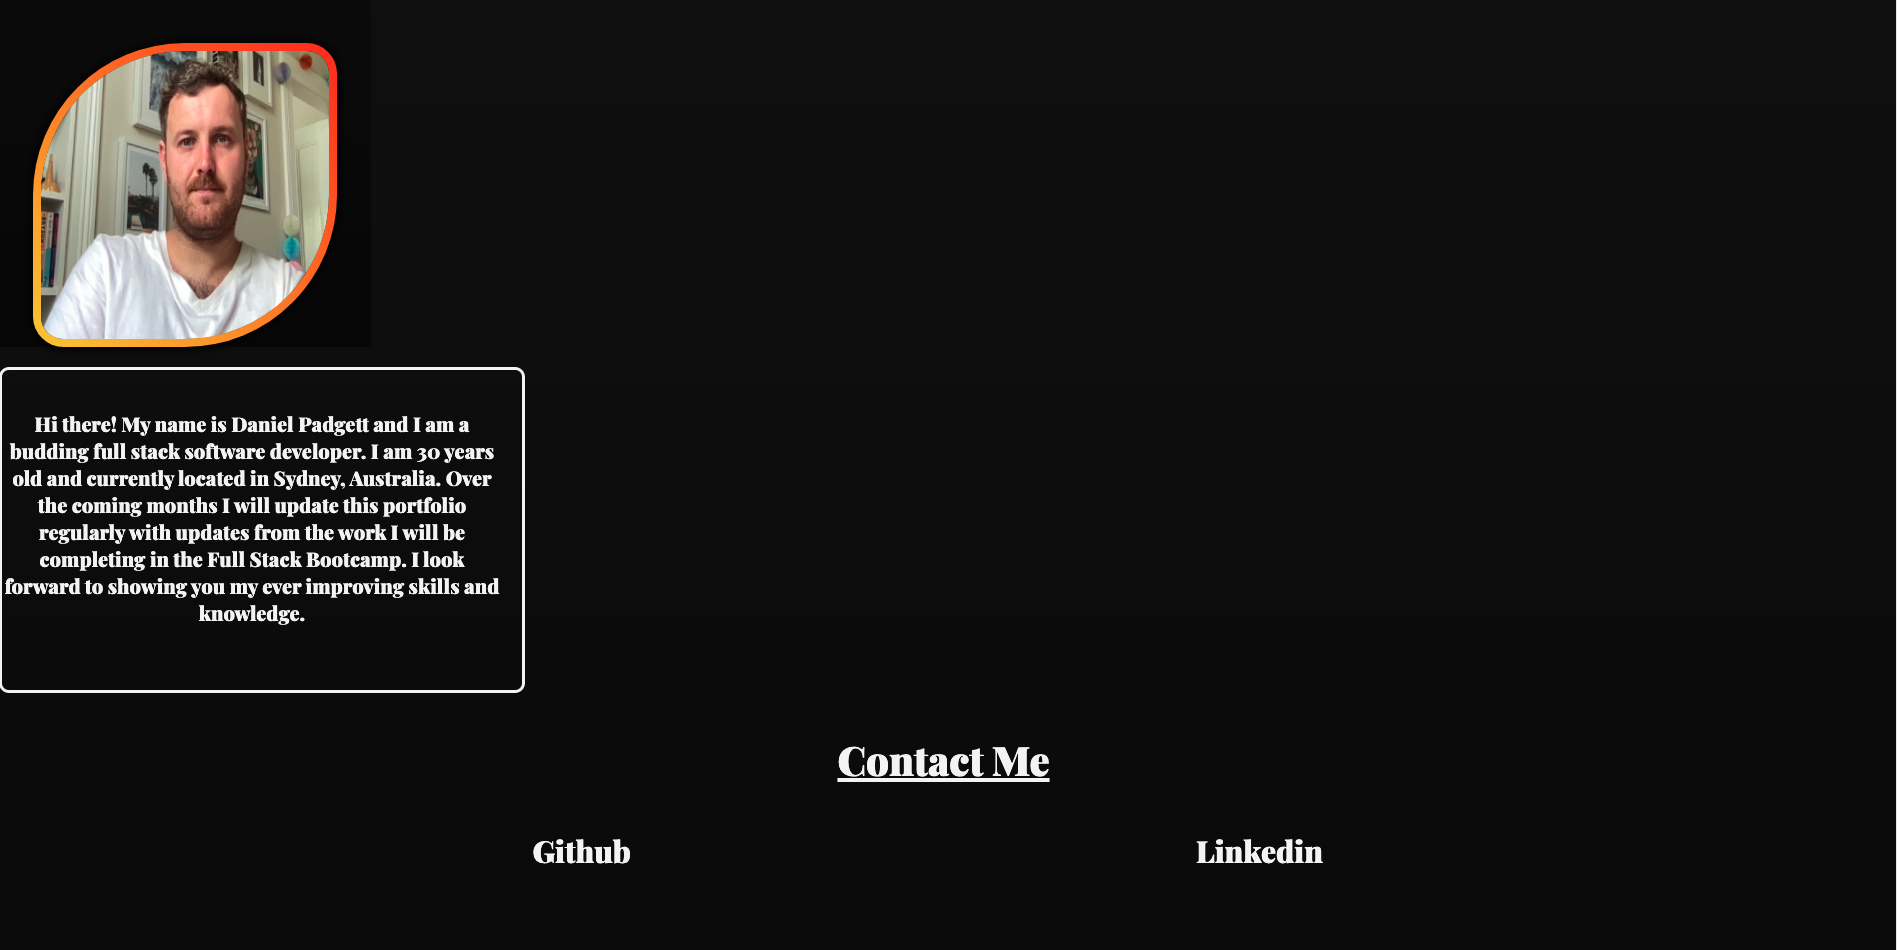 Hi there! My name is Daniel Padgett and I am a
budding full stack software developer. I am 30 years
old and currently located in Sydney, Australia. Over
the coming months I will update this portfolio
regularly with updates from the work I will be
completing in the Full Stack Bootcamp. I look
forward to showing you my ever improving skills and
knowledge.
Contact Me
Github
Linkedin